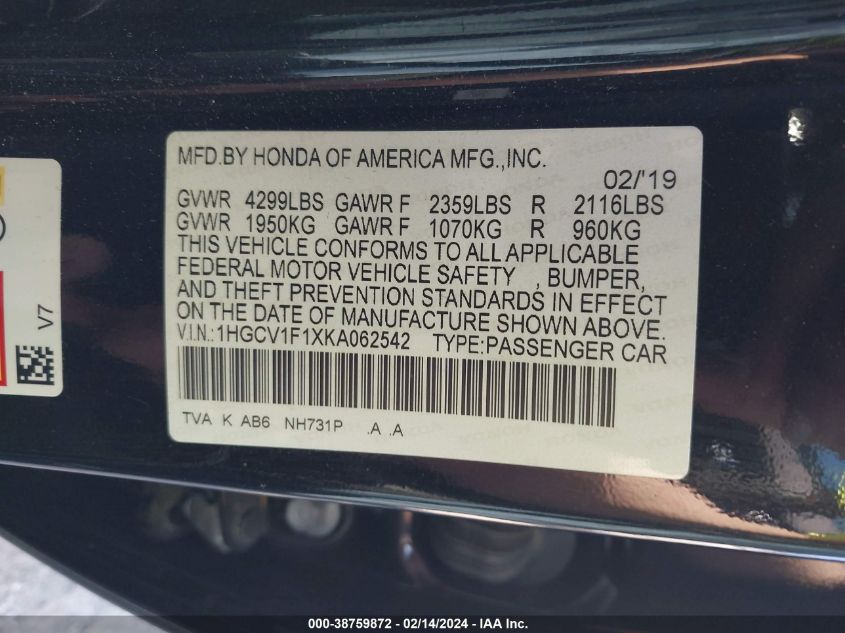 MFD.BY HONDA OF AMERICA MFG.,INC.
02/'19
GVWR 4299LBS GAWR F 2359LBS R 2116LBS
GVWR 1950KG GAWR F 1070KG R 960KG
THIS VEHICLE CONFORMS TO ALL APPLICABLE
FEDERAL MOTOR VEHICLE SAFETY , BUMPER,
AND THEFT PREVENTION STANDARDS IN EFFECT
ON THE DATE OF MANUFACTURE SHOWN ABOVE.
V.I.N.:1HGCV1F1XKA062542 TYPE:PASSENGER CAR
TVA K AB6 NH731P .A .A
V7
000-38759872 - 02/14/2024 - IAA Inc.